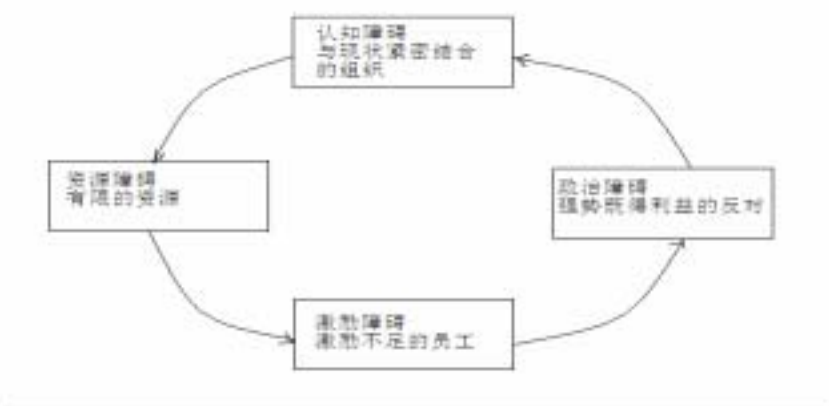 认知障碍
与现状紧密结合
的组织
资源障碍
有限的资源
政治障碍
强势既得利益的反对
激励障碍
激励不足的员工